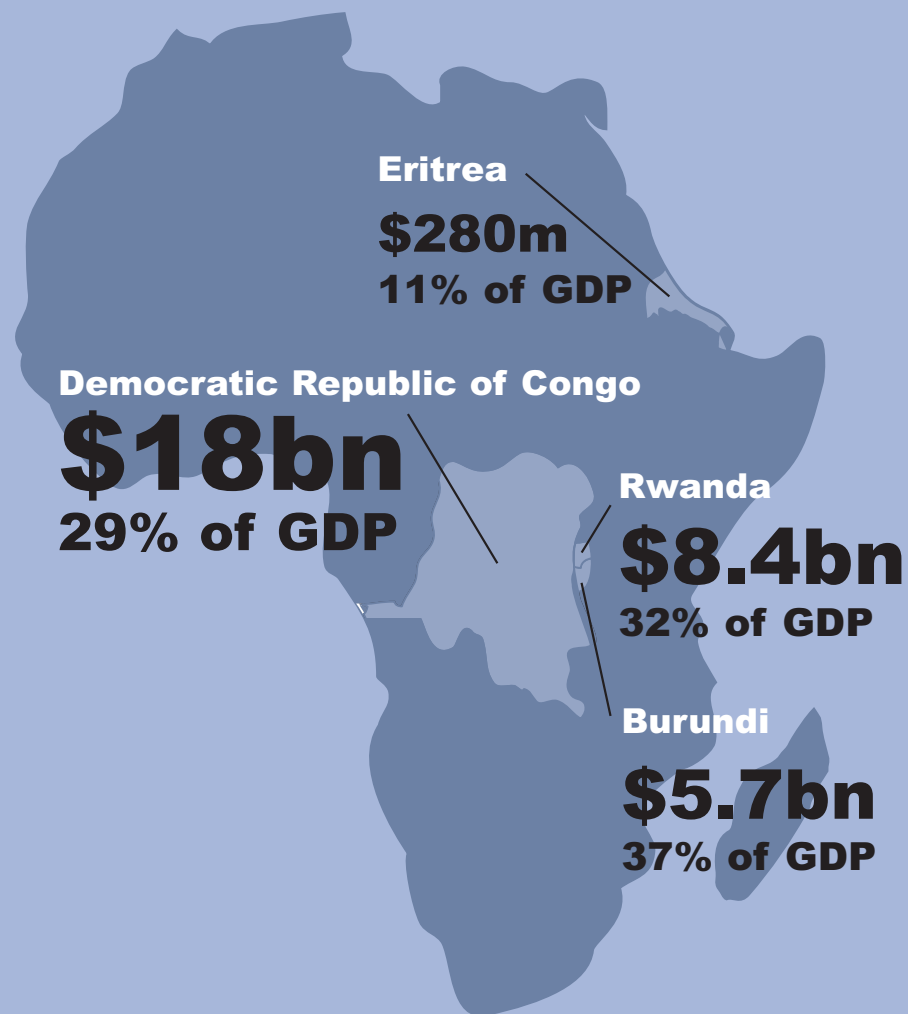 Eritrea
$280m
11% of GDP
Democratic Republic of Congo
$18bn
29% of GDP
Rwanda
$8.4bn
32% of GDP
Burundi
$5.7bn
37% of GDP